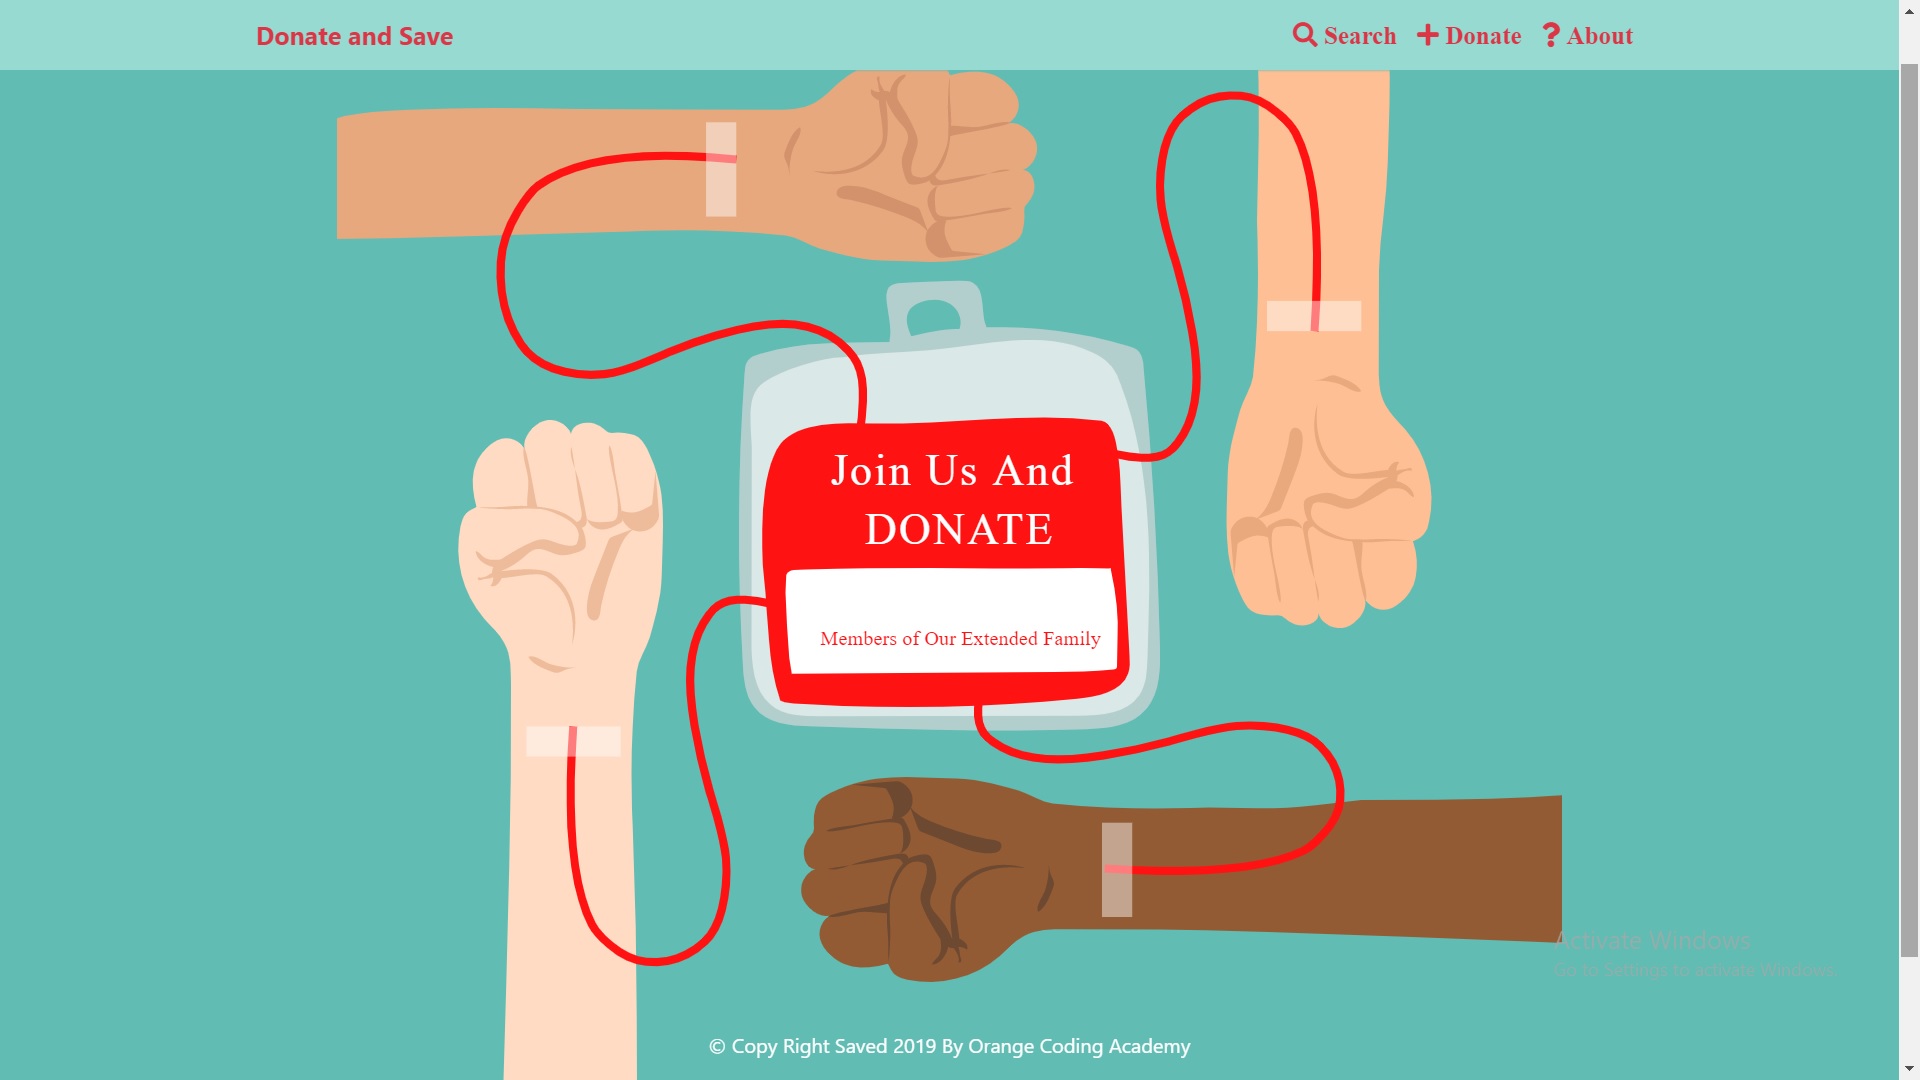 Donate and Save
Search
Donate
About
Join Us And
DONATE
Members of Our Extended Family
Activate Windows
Go to Settings to activate Windows.
© Copy Right Saved 2019 By Orange Coding Academy